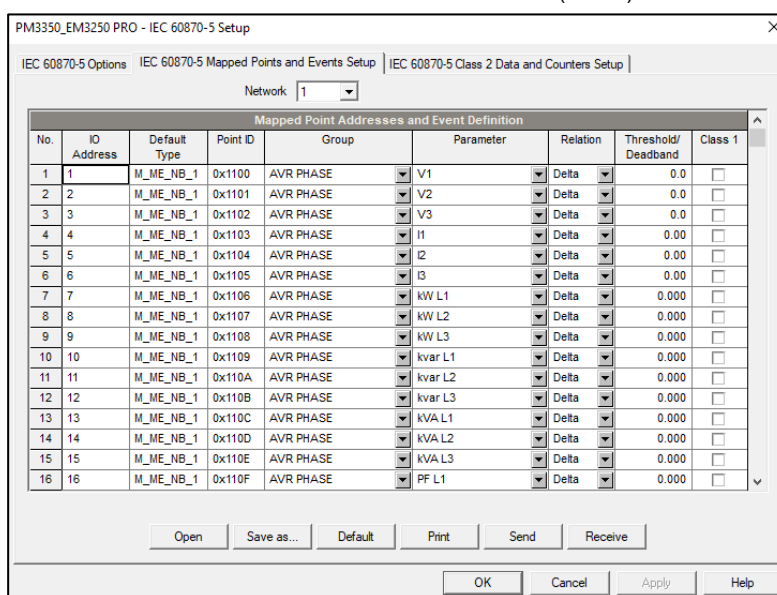 PM3350_EM3250 PRO - IEC 60870-5 Setup
IEC 60870-5 Options IEC 60870-5 Mapped Points and Events Setup IEC 60870-5 Class 2 Data and Counters Setup
Network 1
Mapped Point Addresses and Event Definition
No. IO Address Default Type Point ID Group Parameter Relation Threshold/ Deadband Class 1
1 1 M_ME_NB_1 0x1100 AVR PHASE V1 Delta 0.0
2 2 M_ME_NB_1 0x1101 AVR PHASE V2 Delta 0.0
3 3 M_ME_NB_1 0x1102 AVR PHASE V3 Delta 0.0
4 4 M_ME_NB_1 0x1103 AVR PHASE I1 Delta 0.00
5 5 M_ME_NB_1 0x1104 AVR PHASE I2 Delta 0.00
6 6 M_ME_NB_1 0x1105 AVR PHASE I3 Delta 0.00
7 7 M_ME_NB_1 0x1106 AVR PHASE kW L1 Delta 0.000
8 8 M_ME_NB_1 0x1107 AVR PHASE kW L2 Delta 0.000
9 9 M_ME_NB_1 0x1108 AVR PHASE kW L3 Delta 0.000
10 10 M_ME_NB_1 0x1109 AVR PHASE kvar L1 Delta 0.000
11 11 M_ME_NB_1 0x110A AVR PHASE kvar L2 Delta 0.000
12 12 M_ME_NB_1 0x110B AVR PHASE kvar L3 Delta 0.000
13 13 M_ME_NB_1 0x110C AVR PHASE kVA L1 Delta 0.000
14 14 M_ME_NB_1 0x110D AVR PHASE kVA L2 Delta 0.000
15 15 M_ME_NB_1 0x110E AVR PHASE kVA L3 Delta 0.000
16 16 M_ME_NB_1 0x110F AVR PHASE PF L1 Delta 0.000
Open Save as... Default Print Send Receive
OK Cancel Apply Help